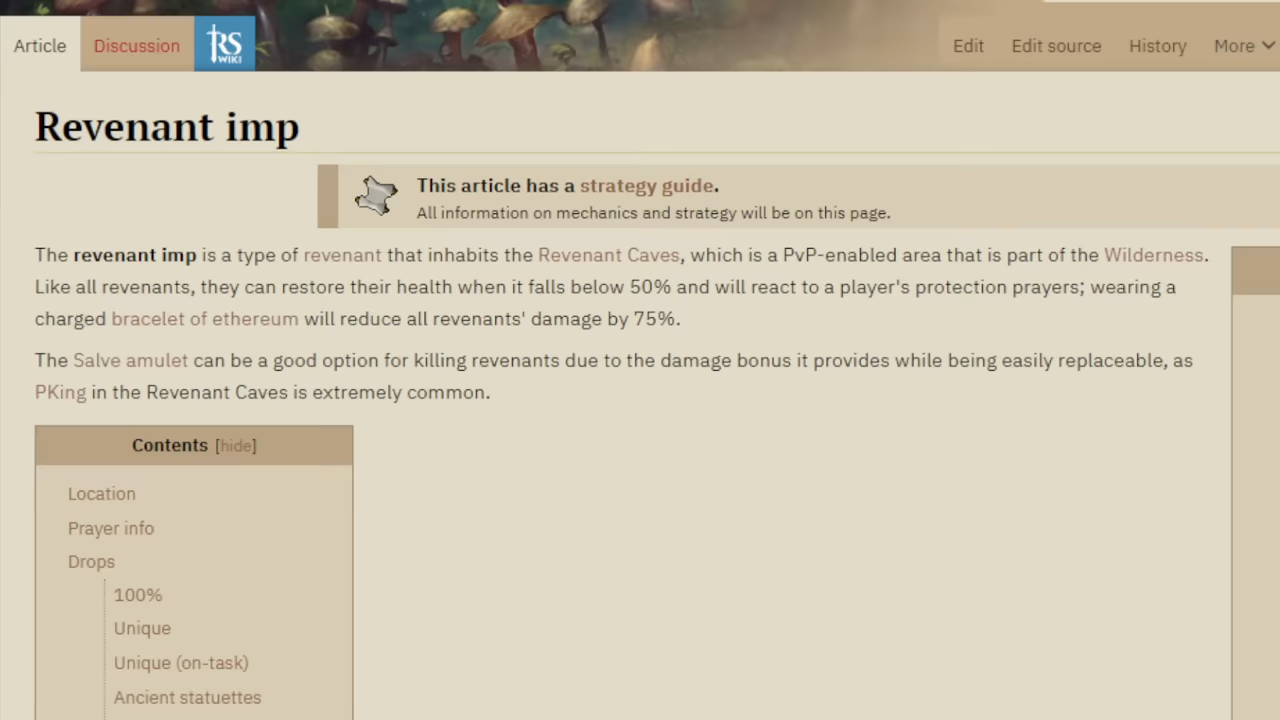 Article Discussion RS WIKI Edit Edit source History More
Revenant imp
This article has a strategy guide.
All information on mechanics and strategy will be on this page.
The revenant imp is a type of revenant that inhabits the Revenant Caves, which is a PvP-enabled area that is part of the Wilderness.
Like all revenants, they can restore their health when it falls below 50% and will react to a player's protection prayers; wearing a
charged bracelet of ethereum will reduce all revenants' damage by 75%.
The Salve amulet can be a good option for killing revenants due to the damage bonus it provides while being easily replaceable, as
PKing in the Revenant Caves is extremely common.
Contents [hide]
Location
Prayer info
Drops
100%
Unique
Unique (on-task)
Ancient statuettes